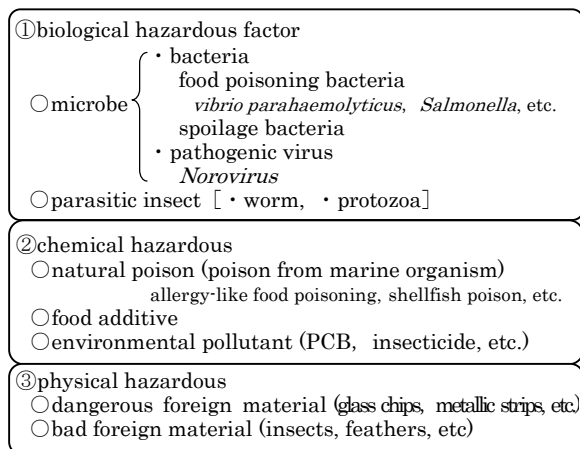 ①biological hazardous factor
・bacteria
food poisoning bacteria
○microbe
vibrio parahaemolyticus, Salmonella, etc.
spoilage bacteria
・pathogenic virus
Norovirus
○parasitic insect [・worm, ・protozoa]
②chemical hazardous
○natural poison (poison from marine organism)
allergy-like food poisoning, shellfish poison, etc.
○food additive
○environmental pollutant (PCB, insecticide, etc.)
③physical hazardous
○dangerous foreign material (glass chips, metallic strips, etc.)
○bad foreign material (insects, feathers, etc)